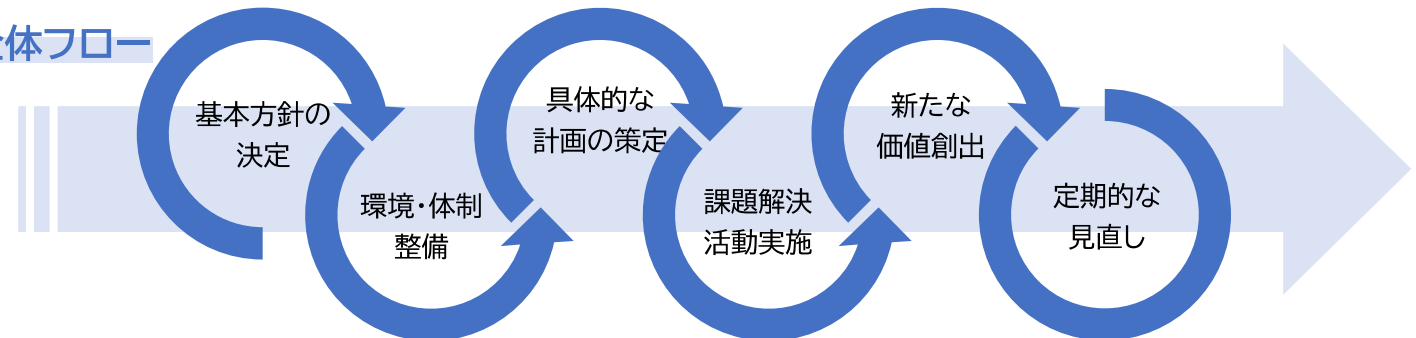 全体フロー
基本方針の
決定
環境・体制
整備
具体的な
計画の策定
課題解決
活動実施
新たな
価値創出
定期的な
見直し